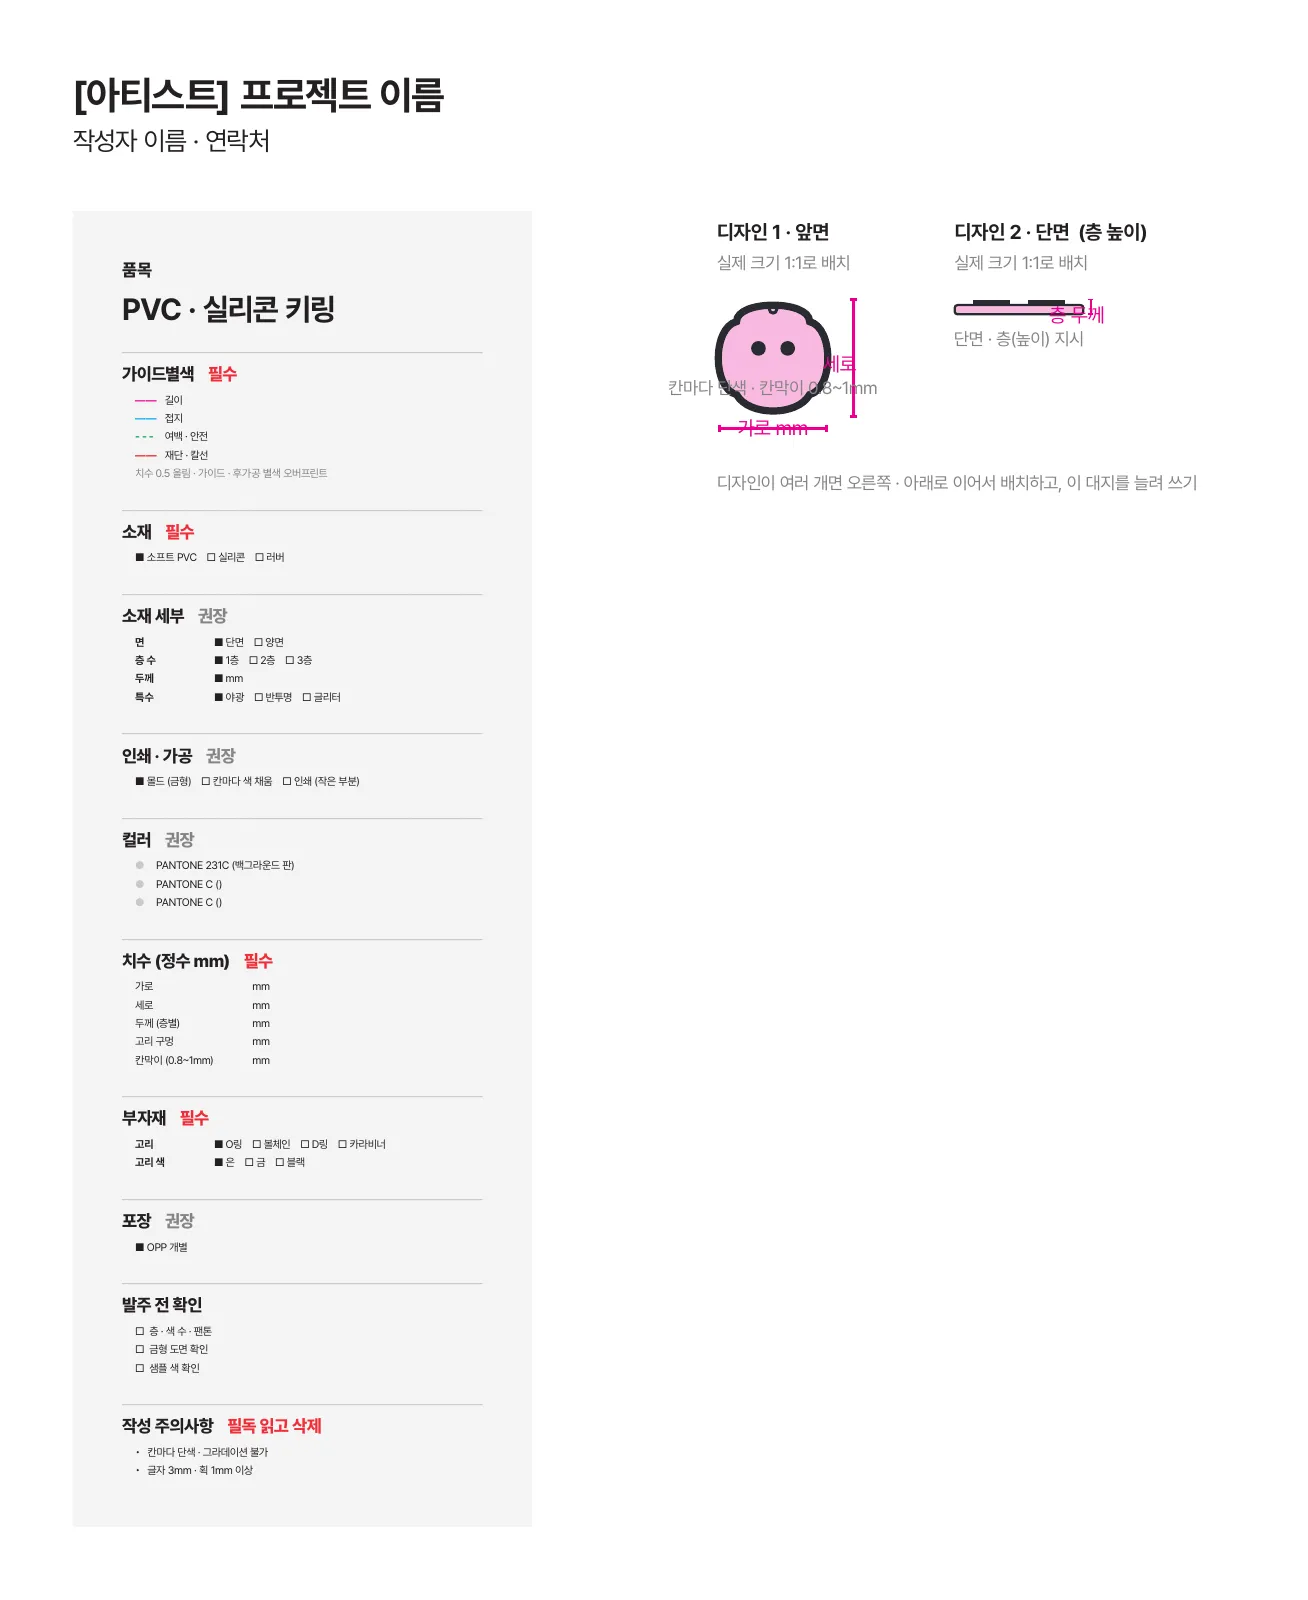 [아티스트] 프로젝트 이름
작성자 이름 · 연락처
품목
PVC · 실리콘 키링
가이드별색 필수
길이
접지
여백 · 안전
재단 · 칼선
치수 0.5 올림 · 가이드 · 후가공 별색 오버프린트
소재 필수
■ 소프트 PVC □ 실리콘 □ 러버
소재 세부 권장
면 ■ 단면 □ 양면
층 수 ■ 1층 □ 2층 □ 3층
두께 ■ mm
특수 ■ 야광 □ 반투명 □ 글리터
인쇄 · 가공 권장
■ 몰드 (금형) □ 칸마다 색 채움 □ 인쇄 (작은 부분)
컬러 권장
PANTONE 231C (백그라운드 판)
PANTONE C ()
PANTONE C ()
치수 (정수 mm) 필수
가로 mm
세로 mm
두께 (층별) mm
고리 구멍 mm
칸막이 (0.8~1mm) mm
부자재 필수
고리 ■ O링 □ 볼체인 □ D링 □ 카라비너
고리 색 ■ 은 □ 금 □ 블랙
포장 권장
■ OPP 개별
발주 전 확인
□ 층 · 색 수 · 팬톤
□ 금형 도면 확인
□ 샘플 색 확인
작성 주의사항 필독 읽고 삭제
• 칸마다 단색 · 그라데이션 불가
• 글자 3mm · 획 1mm 이상
디자인 1 · 앞면
실제 크기 1:1로 배치
세로
칸마다 단색 · 칸막이 0.8~1mm
가로 mm
디자인 2 · 단면 (층 높이)
실제 크기 1:1로 배치
층 두께
단면 · 층(높이) 지시
디자인이 여러 개면 오른쪽 · 아래로 이어서 배치하고, 이 대지를 늘려 쓰기